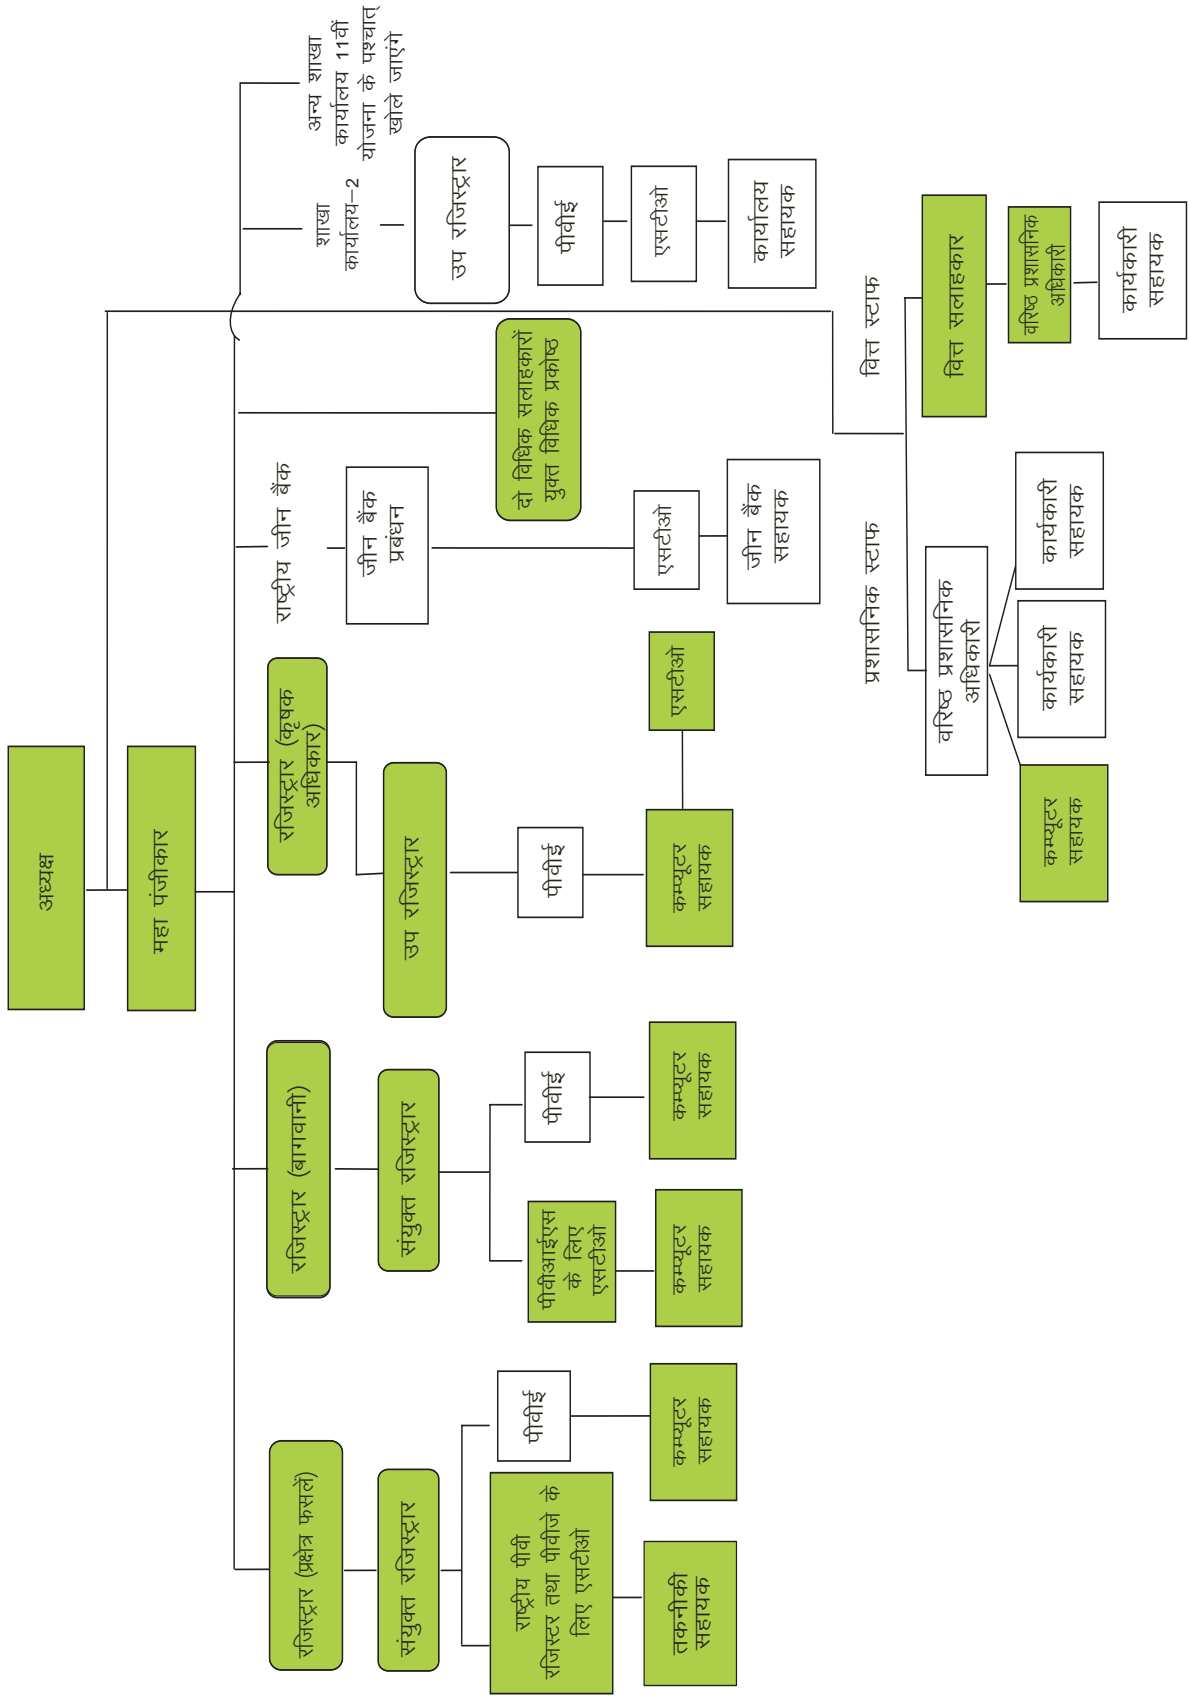 अध्यक्ष
महा पंजीकार
रजिस्ट्रार (प्रक्षेत्र फसलें)
संयुक्त रजिस्ट्रार
राष्ट्रीय पीवी
रजिस्टर तथा पीवीजे के
लिए एसटीओ
तकनीकी
सहायक
पीवीई
कम्प्यूटर
सहायक
रजिस्ट्रार (बागवानी)
संयुक्त रजिस्ट्रार
पीवीआईएस
के लिए
एसटीओ
कम्प्यूटर
सहायक
पीवीई
कम्प्यूटर
सहायक
रजिस्ट्रार (कृषक
अधिकार)
उप रजिस्ट्रार
पीवीई
कम्प्यूटर
सहायक
एसटीओ
राष्ट्रीय जीन बैंक
जीन बैंक
प्रबंधन
एसटीओ
जीन बैंक
सहायक
दो विधिक सलाहकारों
युक्त विधिक प्रकोष्ठ
शाखा
कार्यालय–2
उप रजिस्ट्रार
पीवीई
एसटीओ
कार्यालय
सहायक
अन्य शाखा
कार्यालय 11वीं
योजना के पश्चात्
खोले जाएंगे
प्रशासनिक स्टाफ
वरिष्ठ प्रशासनिक
अधिकारी
कम्प्यूटर
सहायक
कार्यकारी
सहायक
कार्यकारी
सहायक
वित्त स्टाफ
वित्त सलाहकार
वरिष्ठ प्रशासनिक
अधिकारी
कार्यकारी
सहायक